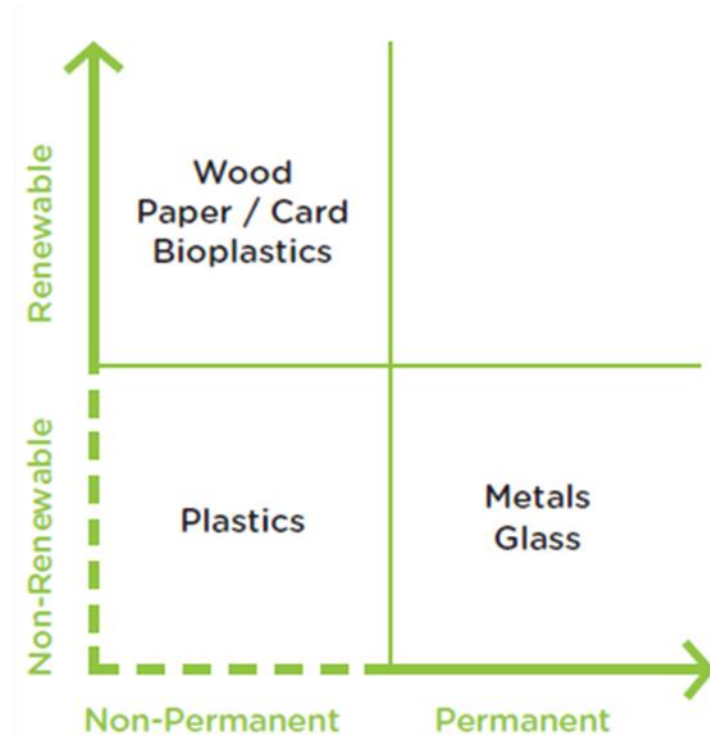 Renewable
Wood
Paper / Card
Bioplastics
Non-Renewable
Plastics
Metals
Glass
Non-Permanent
Permanent